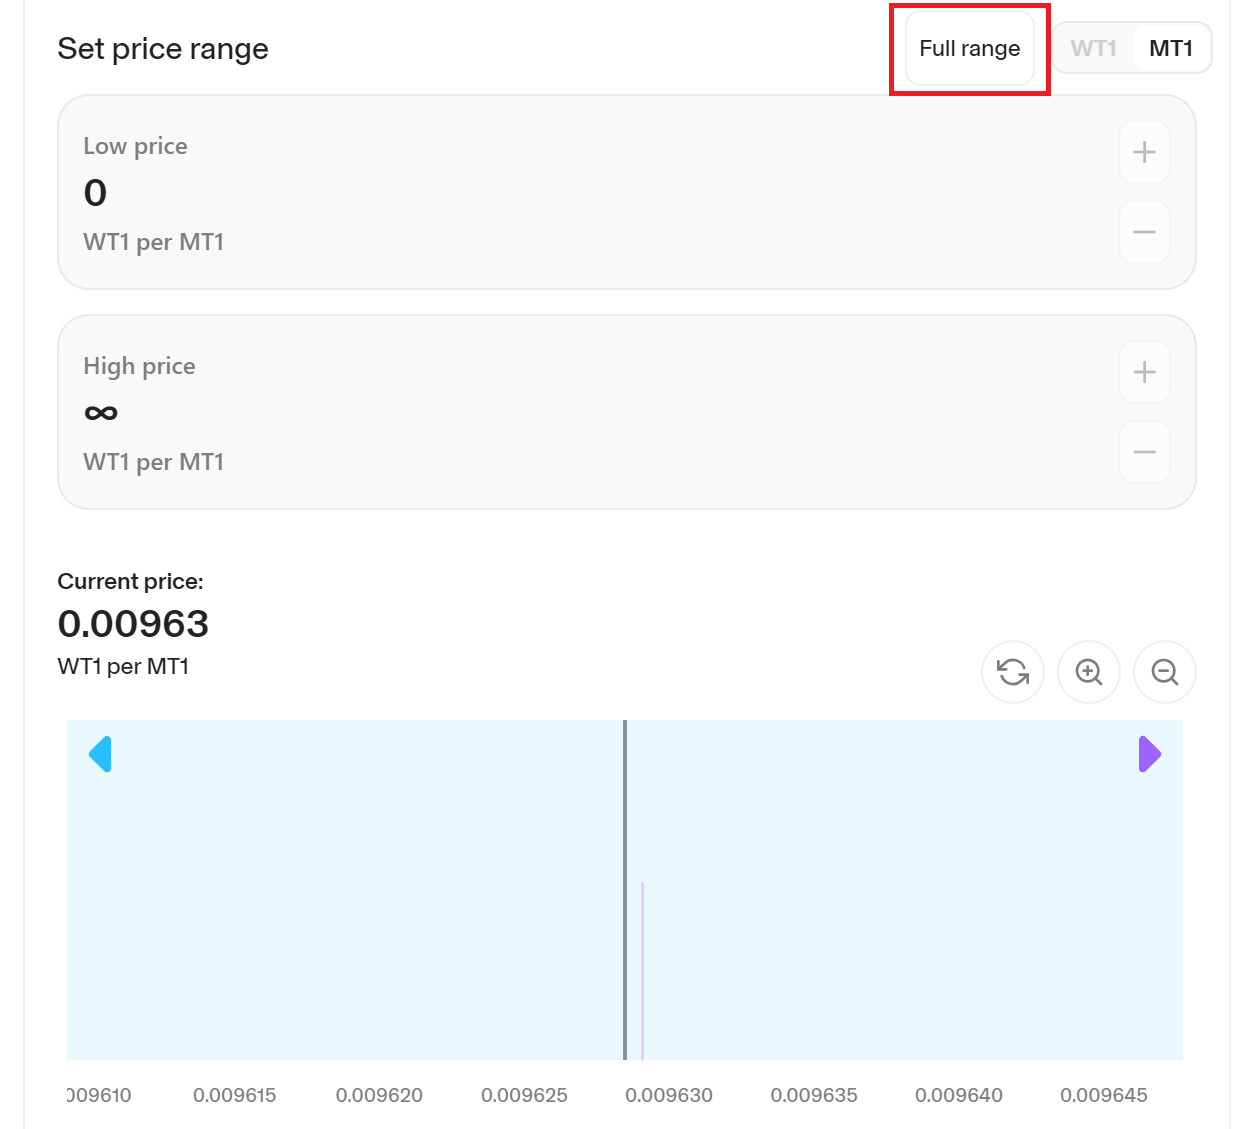 Set price range
Full range
WT1 MT1
Low price
0
WT1 per MT1
High price
∞
WT1 per MT1
Current price:
0.00963
WT1 per MT1
009610 0.009615 0.009620 0.009625 0.009630 0.009635 0.009640 0.009645